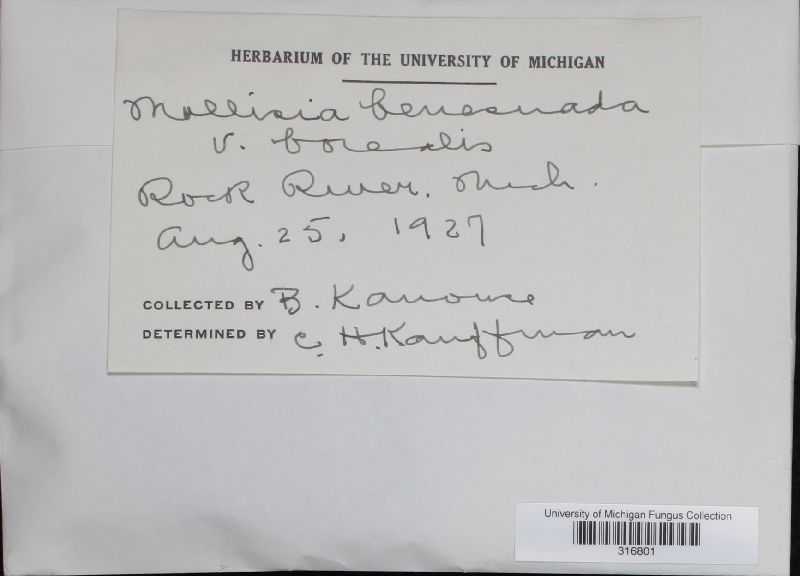 HERBARIUM OF THE UNIVERSITY OF MICHIGAN
Mollisia benesuada
v. borealis
Rock River, Mich.
Aug. 25, 1927
COLLECTED BY B. Kanouse
DETERMINED BY C. H. Kauffman
University of Michigan Fungus Collection
316801